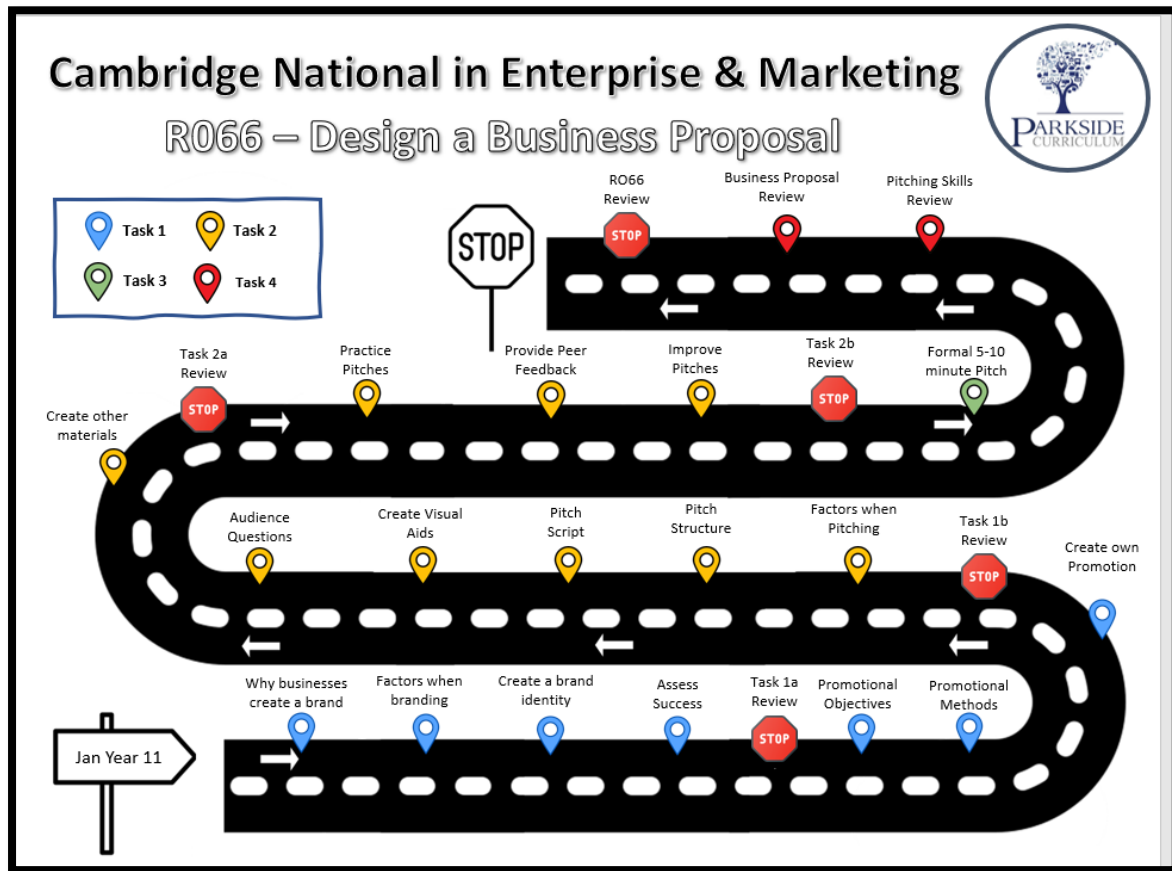 Cambridge National in Enterprise & Marketing
R066 – Design a Business Proposal
PARKSIDE
CURRICULUM
Task 1
Task 2
Task 3
Task 4
STOP
RO66
Review
STOP
Business Proposal
Review
Pitching Skills
Review
Task 2a
Review
STOP
Practice
Pitches
Provide Peer
Feedback
Improve
Pitches
Task 2b
Review
STOP
Formal 5-10
minute Pitch
Create other
materials
Audience
Questions
Create Visual
Aids
Pitch
Script
Pitch
Structure
Factors when
Pitching
Task 1b
Review
STOP
Create own
Promotion
Why businesses
create a brand
Factors when
branding
Create a brand
identity
Assess
Success
Task 1a
Review
STOP
Promotional
Objectives
Promotional
Methods
Jan Year 11